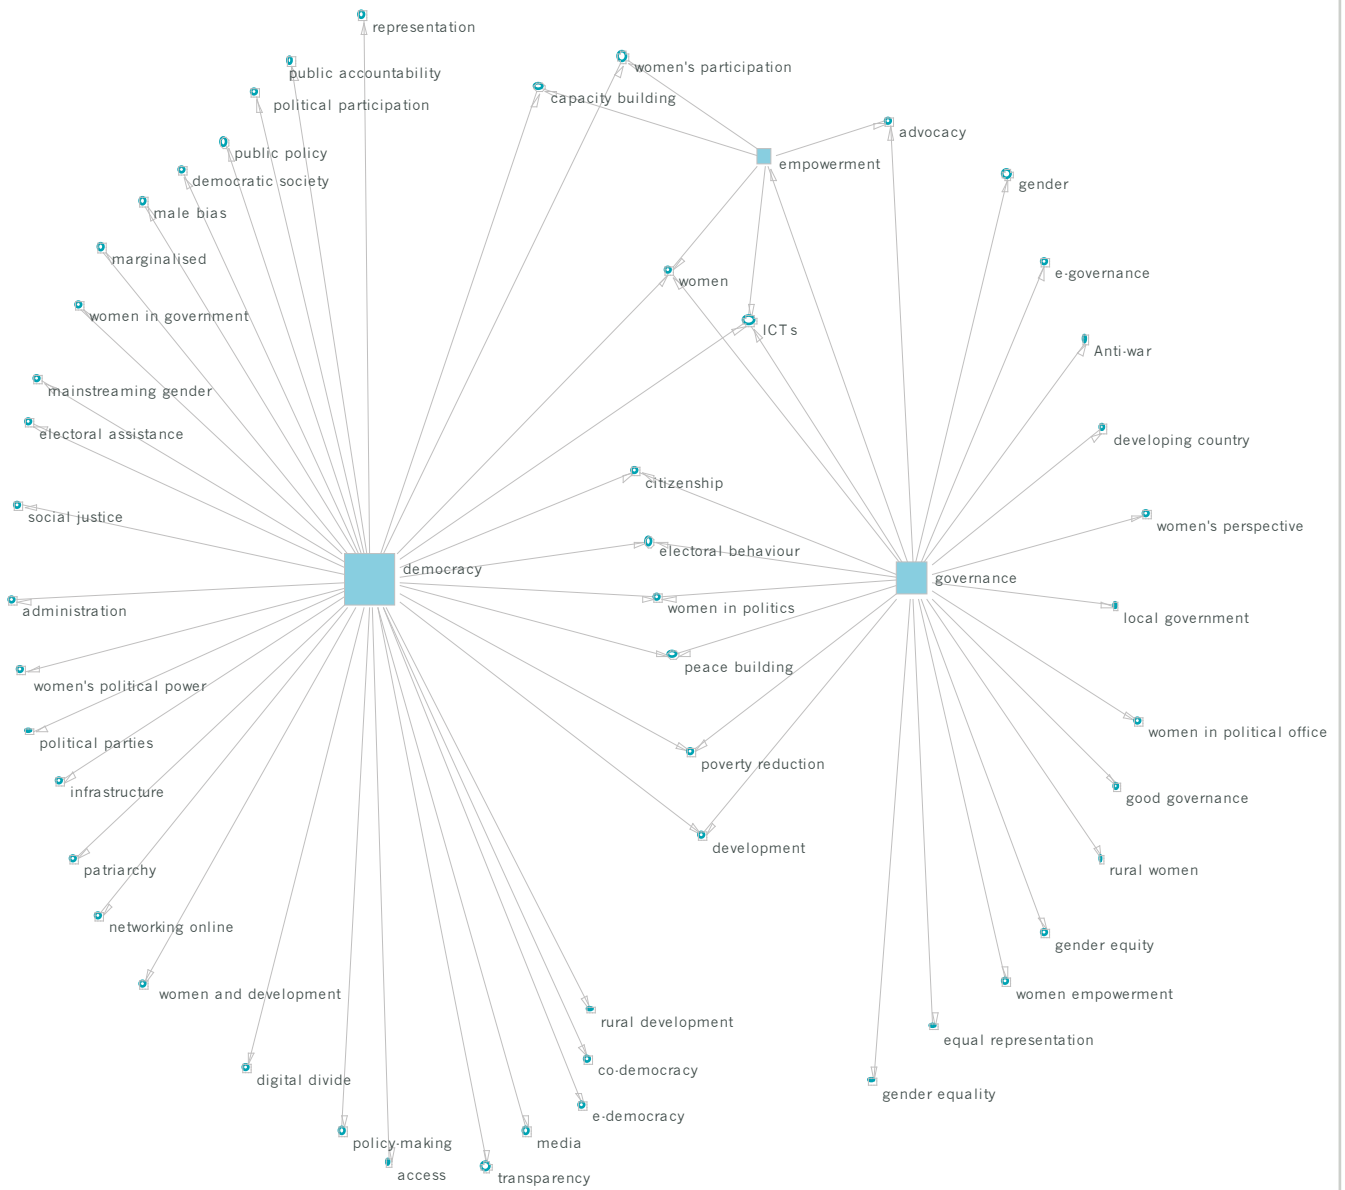 representation
public accountability
women's participation
capacity building
political participation
advocacy
public policy
empowerment
democratic society
gender
male bias
marginalised
e-governance
women
women in government
ICTs
Anti-war
mainstreaming gender
electoral assistance
developing country
citizenship
social justice
women's perspective
electoral behaviour
democracy
governance
administration
women in politics
local government
peace building
women's political power
women in political office
political parties
poverty reduction
infrastructure
good governance
development
patriarchy
rural women
networking online
gender equity
women and development
women empowerment
rural development
equal representation
co-democracy
digital divide
gender equality
e-democracy
policy-making
media
access
transparency